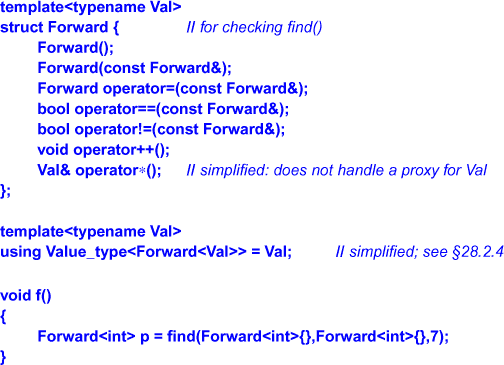 template<typename Val>
struct Forward { // for checking find()
Forward();
Forward(const Forward&);
Forward operator=(const Forward&);
bool operator==(const Forward&);
bool operator!=(const Forward&);
void operator++();
Val& operator*(); // simplified: does not handle a proxy for Val
};
template<typename Val>
using Value_type<Forward<Val>> = Val; // simplified; see §28.2.4
void f()
{
Forward<int> p = find(Forward<int>{},Forward<int>{},7);
}